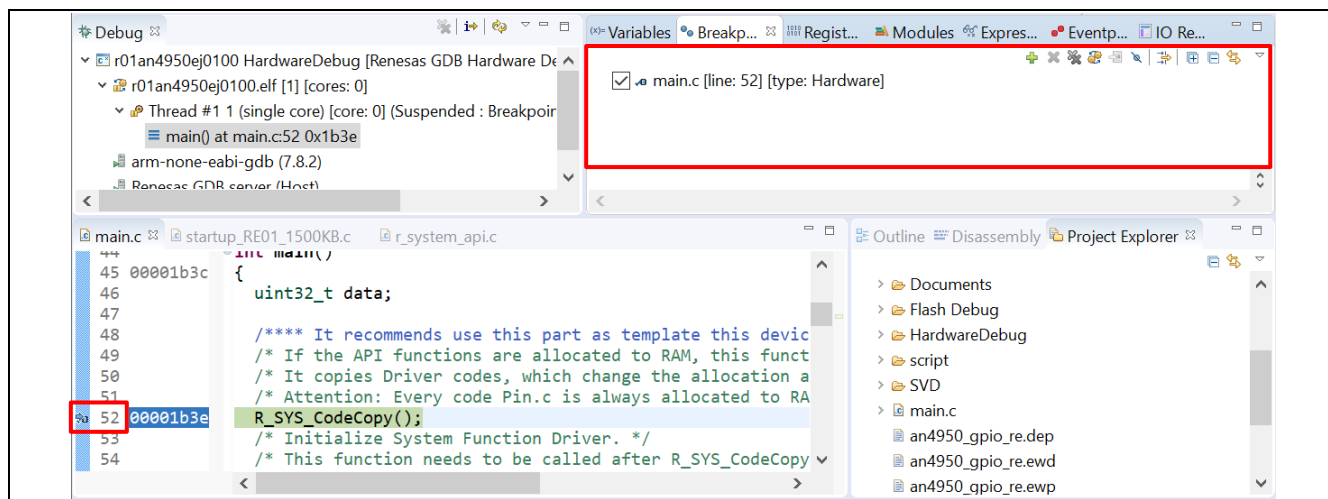 Debug
r01an4950ej0100 HardwareDebug [Renesas GDB Hardware De
r01an4950ej0100.elf [1] [cores: 0]
Thread #1 1 (single core) [core: 0] (Suspended : Breakpoin
main() at main.c:52 0x1b3e
arm-none-eabi-gdb (7.8.2)
Renesas GDB server (Host)
(x)= Variables Breakp... Regist... Modules Expres... Eventp... IO Re...
main.c [line: 52] [type: Hardware]
main.c startup_RE01_1500KB.c r_system_api.c
44 int main()
45 00001b3c {
46 uint32_t data;
47
48 /**** It recommends use this part as template this devic
49 /* If the API functions are allocated to RAM, this funct
50 /* It copies Driver codes, which change the allocation a
51 /* Attention: Every code Pin.c is always allocated to RA
52 00001b3e R_SYS_CodeCopy();
53 /* Initialize System Function Driver. */
54 /* This function needs to be called after R_SYS_CodeCopy
Outline Disassembly Project Explorer
Documents
Flash Debug
HardwareDebug
script
SVD
main.c
an4950_gpio_re.dep
an4950_gpio_re.ewd
an4950_gpio_re.ewp